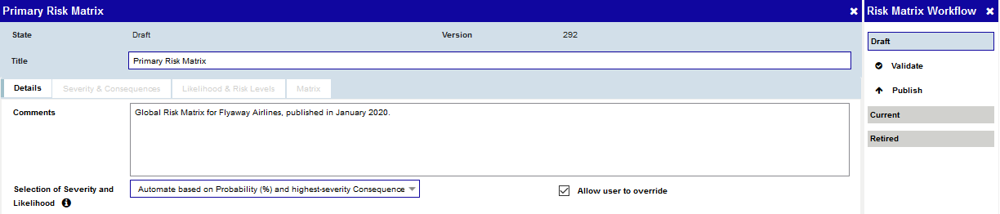 Primary Risk Matrix
Risk Matrix Workflow
State Draft Version 292
Title Primary Risk Matrix
Details Severity & Consequences Likelihood & Risk Levels Matrix
Comments Global Risk Matrix for Flyaway Airlines, published in January 2020.
Selection of Severity and
Likelihood
Automate based on Probability (%) and highest-severity Consequence
Allow user to override
Draft
Validate
Publish
Current
Retired